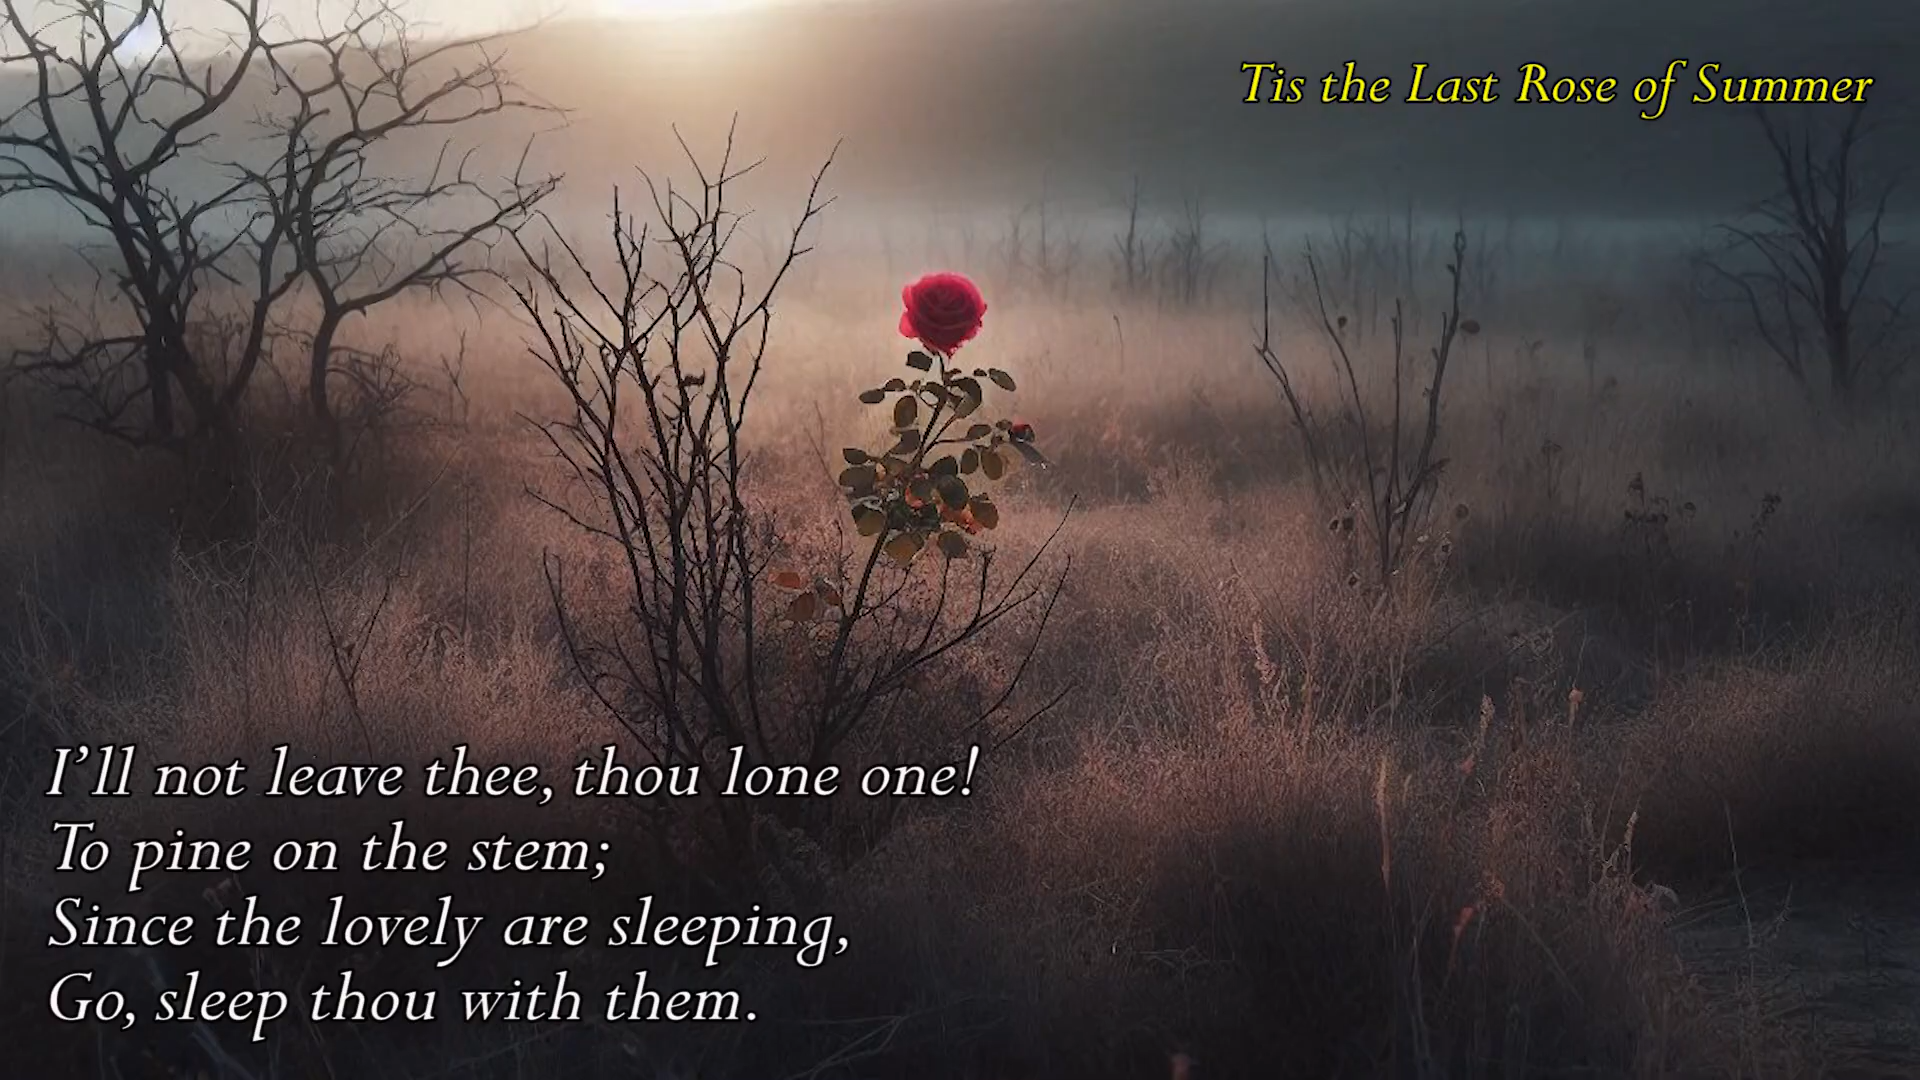 Tis the Last Rose of Summer
I’ll not leave thee, thou lone one!
To pine on the stem;
Since the lovely are sleeping,
Go, sleep thou with them.